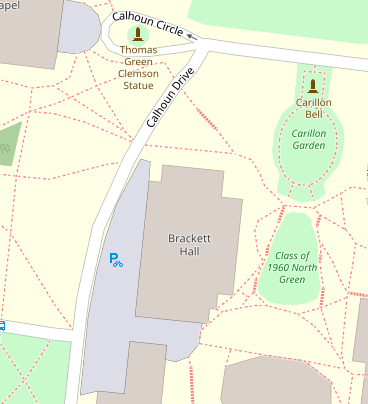 apel
Calhoun Circle
Thomas
Green
Clemson
Statue
Calhoun Drive
Carillon
Bell
Carillon
Garden
Brackett
Hall
Class of
1960 North
Green
P